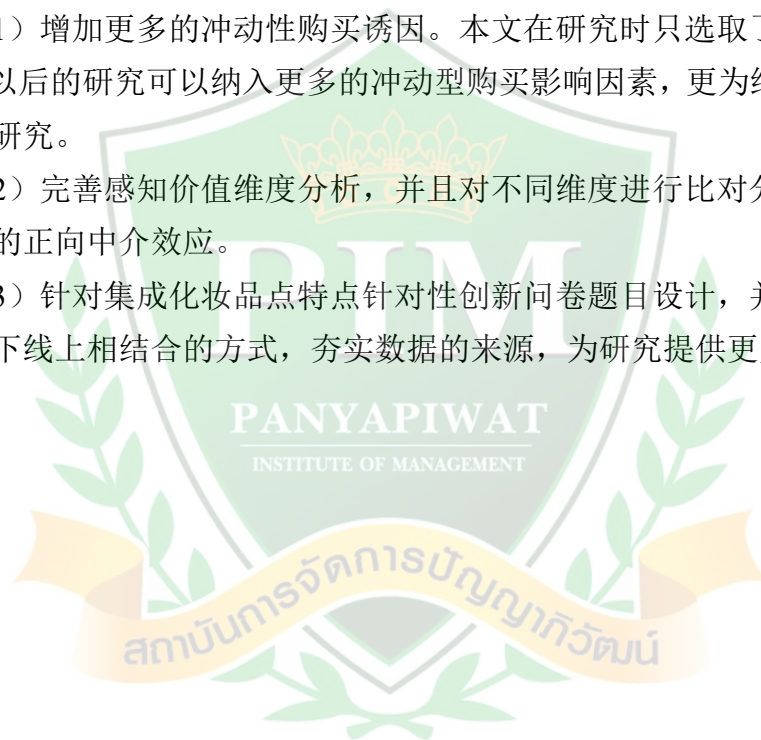 1）增加更多的冲动性购买诱因。本文在研究时只选取了
以后的研究可以纳入更多的冲动型购买影响因素，更为
研究。
2）完善感知价值维度分析，并且对不同维度进行比对
的正向中介效应。
3）针对集成化妆品点特点针对性创新问卷题目设计，
下线上相结合的方式，夯实数据的来源，为研究提供更
PIM
PANYAPIWAT
INSTITUTE OF MANAGEMENT
สถาบันการจัดการปัญญาภิวัฒน์